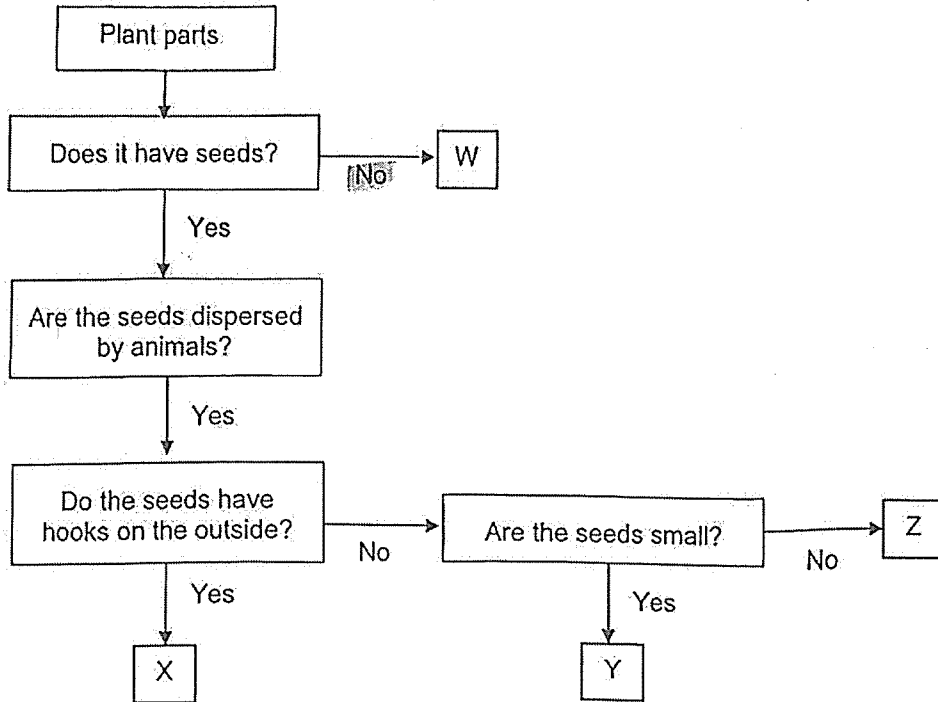 Plant parts
Does it have seeds?
No
W
Yes
Are the seeds dispersed
by animals?
Yes
Do the seeds have
hooks on the outside?
No
Are the seeds small?
No
Z
Yes
Yes
X
Y